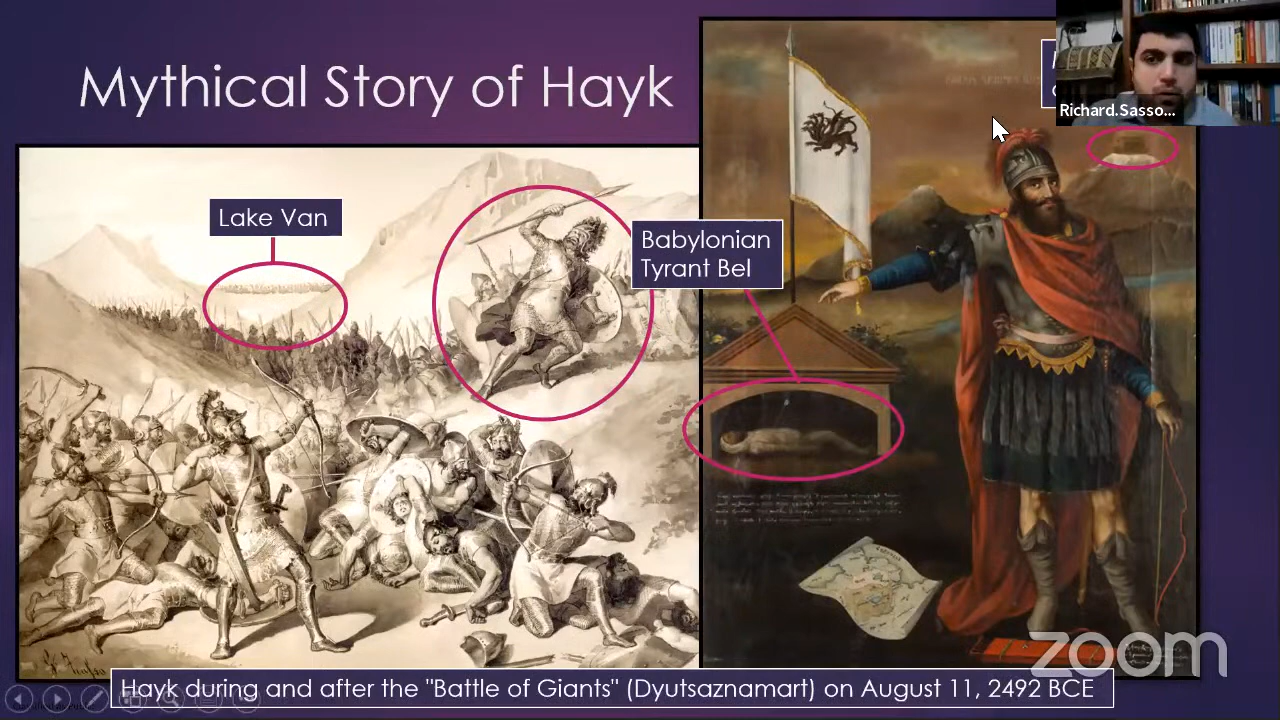 Mythical Story of Hayk
Richard.Sasso...
Lake Van
Babylonian
Tyrant Bel
zoom
Hayk during and after the "Battle of Giants" (Dyutsaznamart) on August 11, 2492 BCE